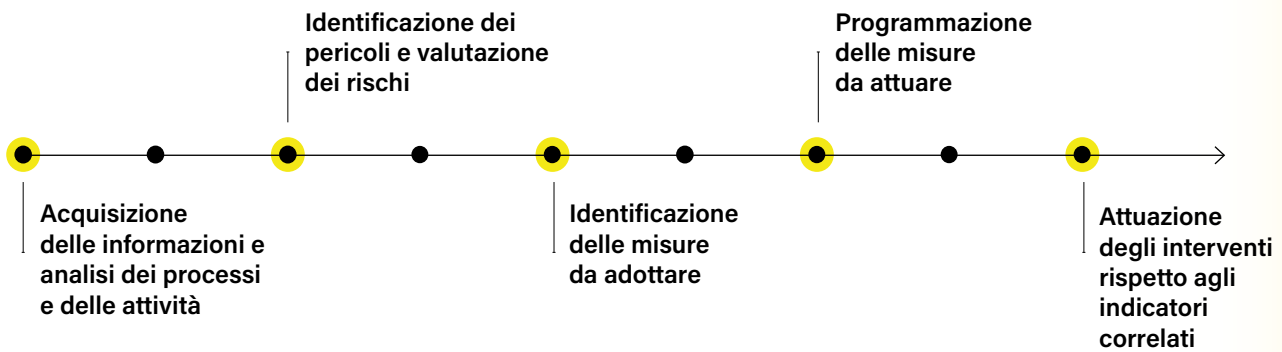 Identificazione dei
pericoli e valutazione
dei rischi
Programmazione
delle misure
da attuare
Acquisizione
delle informazioni e
analisi dei processi
e delle attività
Identificazione
delle misure
da adottare
Attuazione
degli interventi
rispetto agli
indicatori
correlati